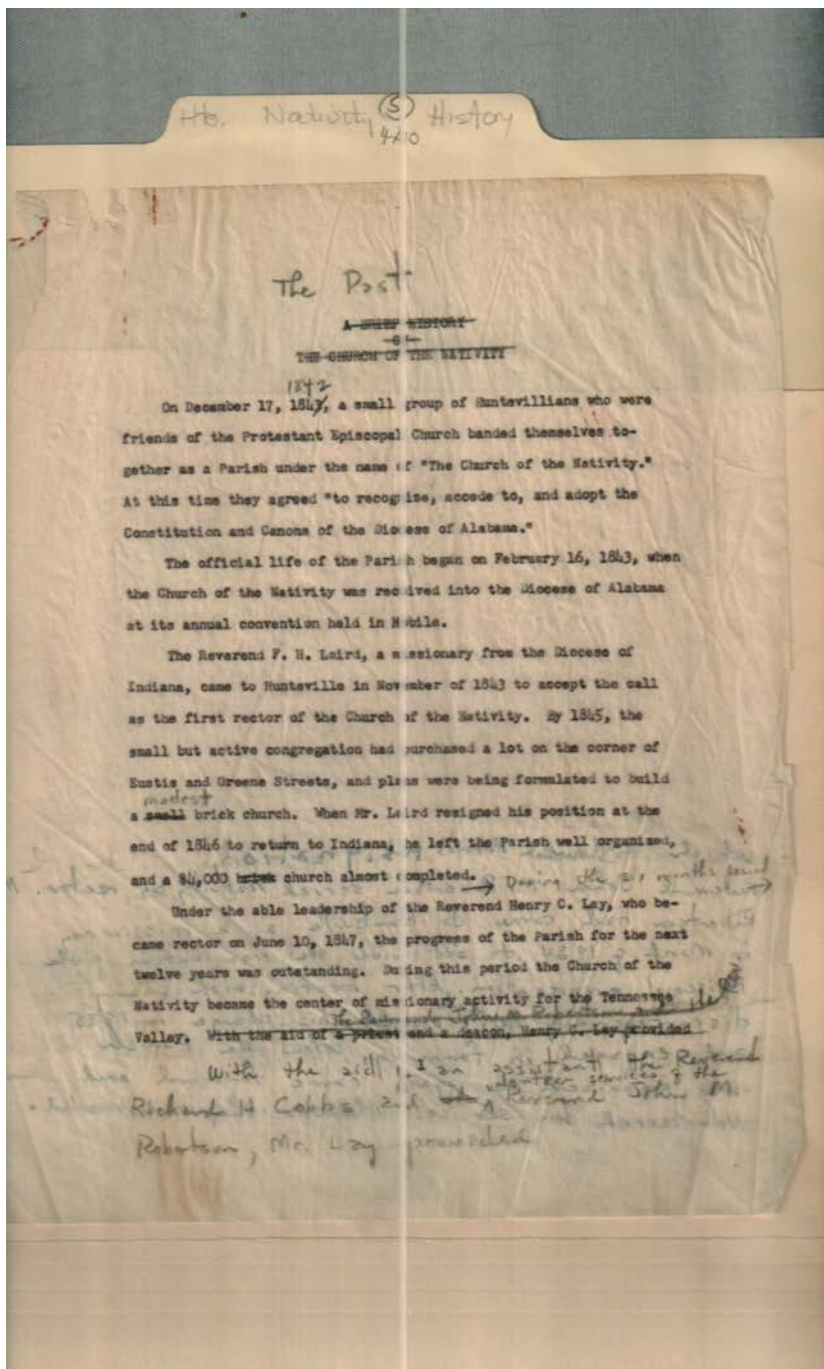 Hts. Nativity (S) History
The Past
A BRIEF HISTORY
OF
THE CHURCH OF THE NATIVITY
1842
On December 17, 1843, a small group of Huntsvillians who were
friends of the Protestant Episcopal Church banded themselves to-
gether as a Parish under the name of "The Church of the Nativity."
At this time they agreed "to recognise, accede to, and adopt the
Constitution and Canons of the Diocese of Alabama."
The official life of the Parish began on February 16, 1843, when
the Church of the Nativity was received into the Diocese of Alabama
at its annual convention held in Mobile.
The Reverend F. H. Laird, a missionary from the Diocese of
Indiana, came to Huntsville in November of 1843 to accept the call
as the first rector of the Church of the Nativity. By 1845, the
small but active congregation had purchased a lot on the corner of
Eustis and Greene Streets, and plans were being formulated to build
modest
a small brick church. When Mr. Laird resigned his position at the
end of 1846 to return to Indiana, he left the Parish well organized,
and a $4,000 brick church almost completed. → During the six months period →
Under the able leadership of the Reverend Henry C. Lay, who be-
came rector on June 10, 1847, the progress of the Parish for the next
twelve years was outstanding. During this period the Church of the
Nativity became the center of missionary activity for the Tennessee
The Reverend John M. Robertson and
Valley. With the aid of a priest and a deacon, Henry C. Lay provided
With the aid of an assistant the Reverend
volunteer services of the
Richard H. Cobbs and Reverend John M.
Robertson, Mr. Lay provided